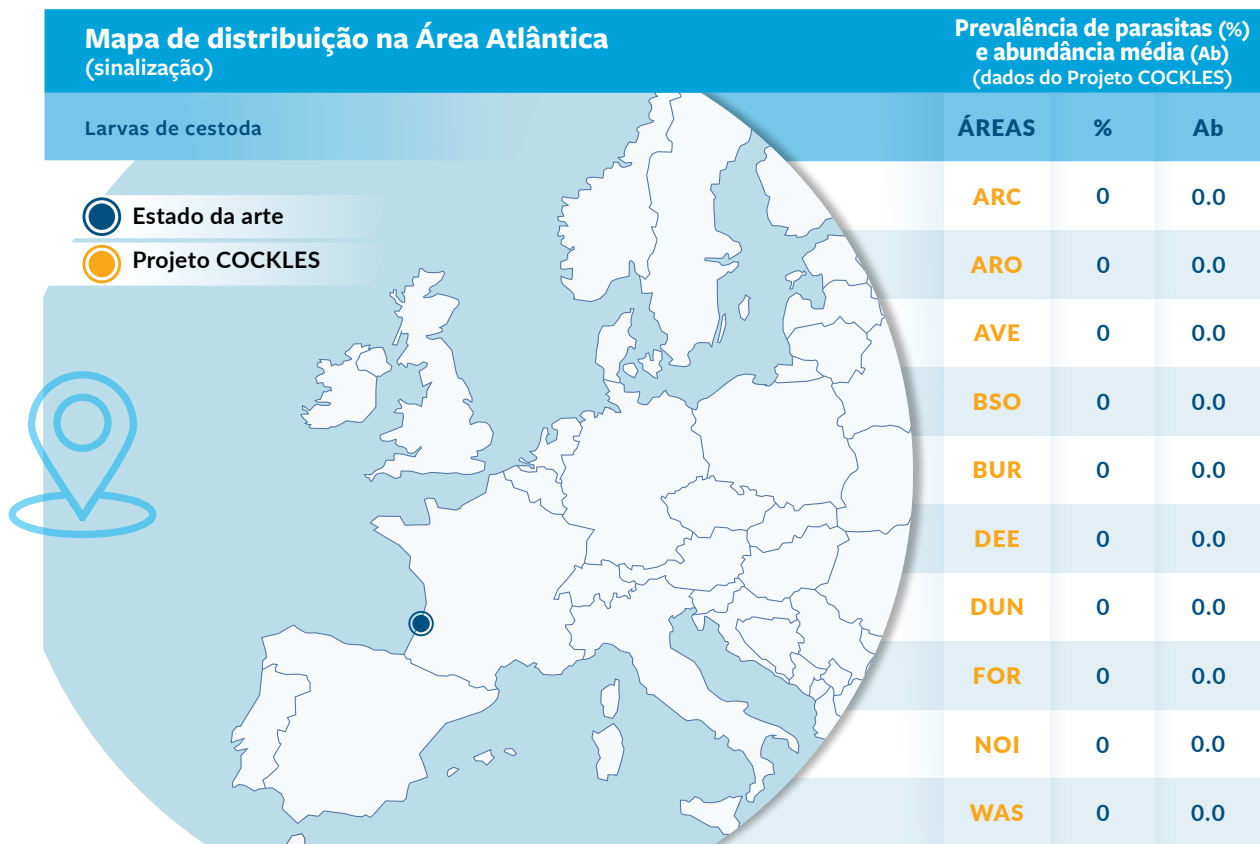 Mapa de distribuição na Área Atlântica
(sinalização)
Prevalência de parasitas (%)
e abundância média (Ab)
(dados do Projeto COCKLES)
Larvas de cestoda
ÁREAS % Ab
Estado da arte
Projeto COCKLES
ARC 0 0.0
ARO 0 0.0
AVE 0 0.0
BSO 0 0.0
BUR 0 0.0
DEE 0 0.0
DUN 0 0.0
FOR 0 0.0
NOI 0 0.0
WAS 0 0.0